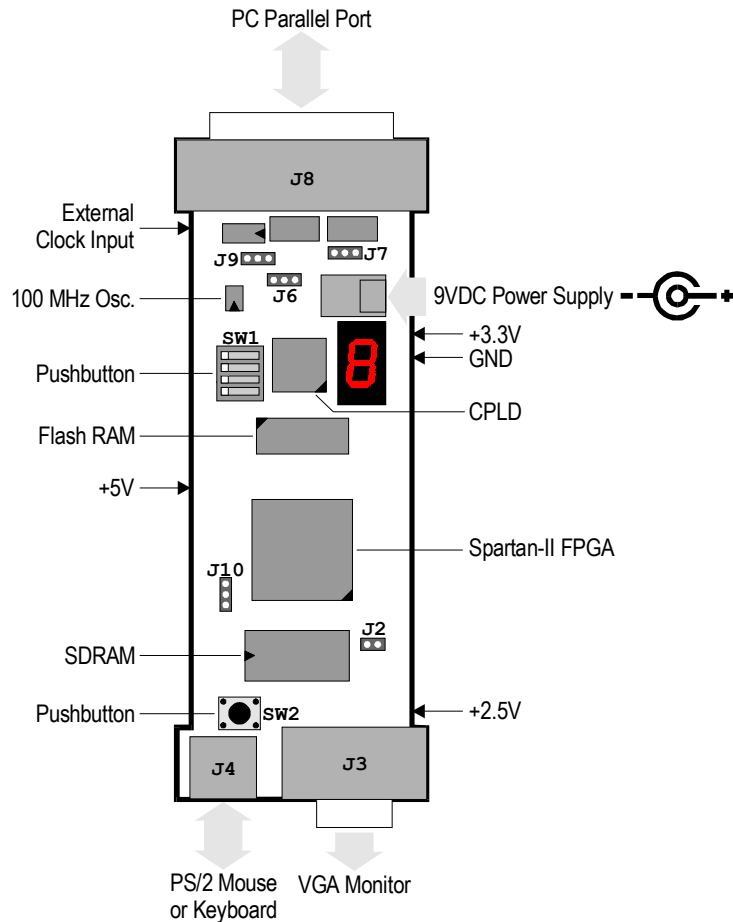 PC Parallel Port
J8
External
Clock Input
J9
J7
J6
100 MHz Osc.
9VDC Power Supply - +
SW1
8
+3.3V
GND
Pushbutton
CPLD
Flash RAM
+5V
Spartan-II FPGA
J10
J2
SDRAM
Pushbutton
SW2
+2.5V
J4
J3
PS/2 Mouse
or Keyboard
VGA Monitor